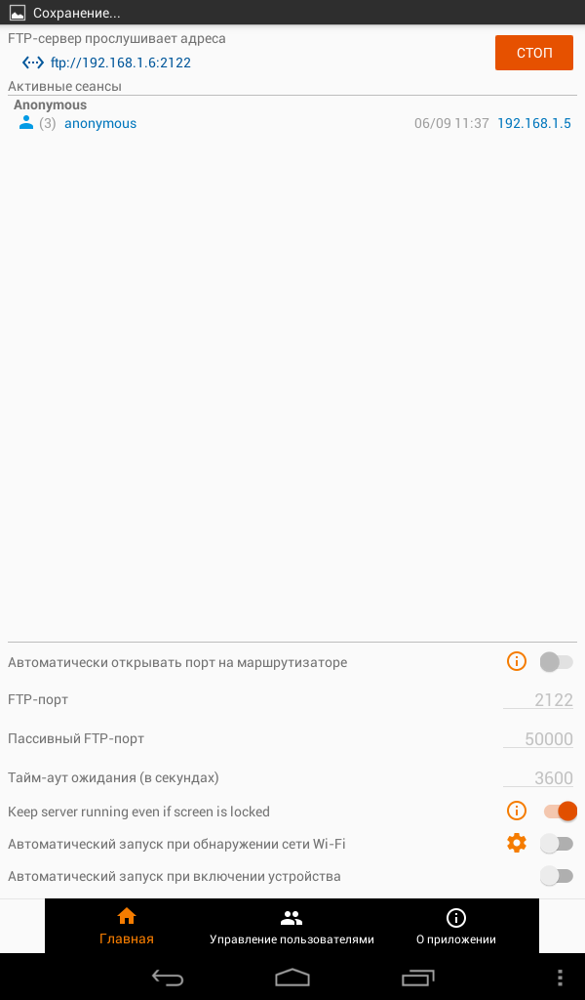 Сохранение...
FTP-сервер прослушивает адреса
СТОП
ftp://192.168.1.6:2122
Активные сеансы
Anonymous
(3) anonymous 06/09 11:37 192.168.1.5
Автоматически открывать порт на маршрутизаторе
FTP-порт 2122
Пассивный FTP-порт 50000
Тайм-аут ожидания (в секундах) 3600
Keep server running even if screen is locked
Автоматический запуск при обнаружении сети Wi-Fi
Автоматический запуск при включении устройства
Главная Управление пользователями О приложении